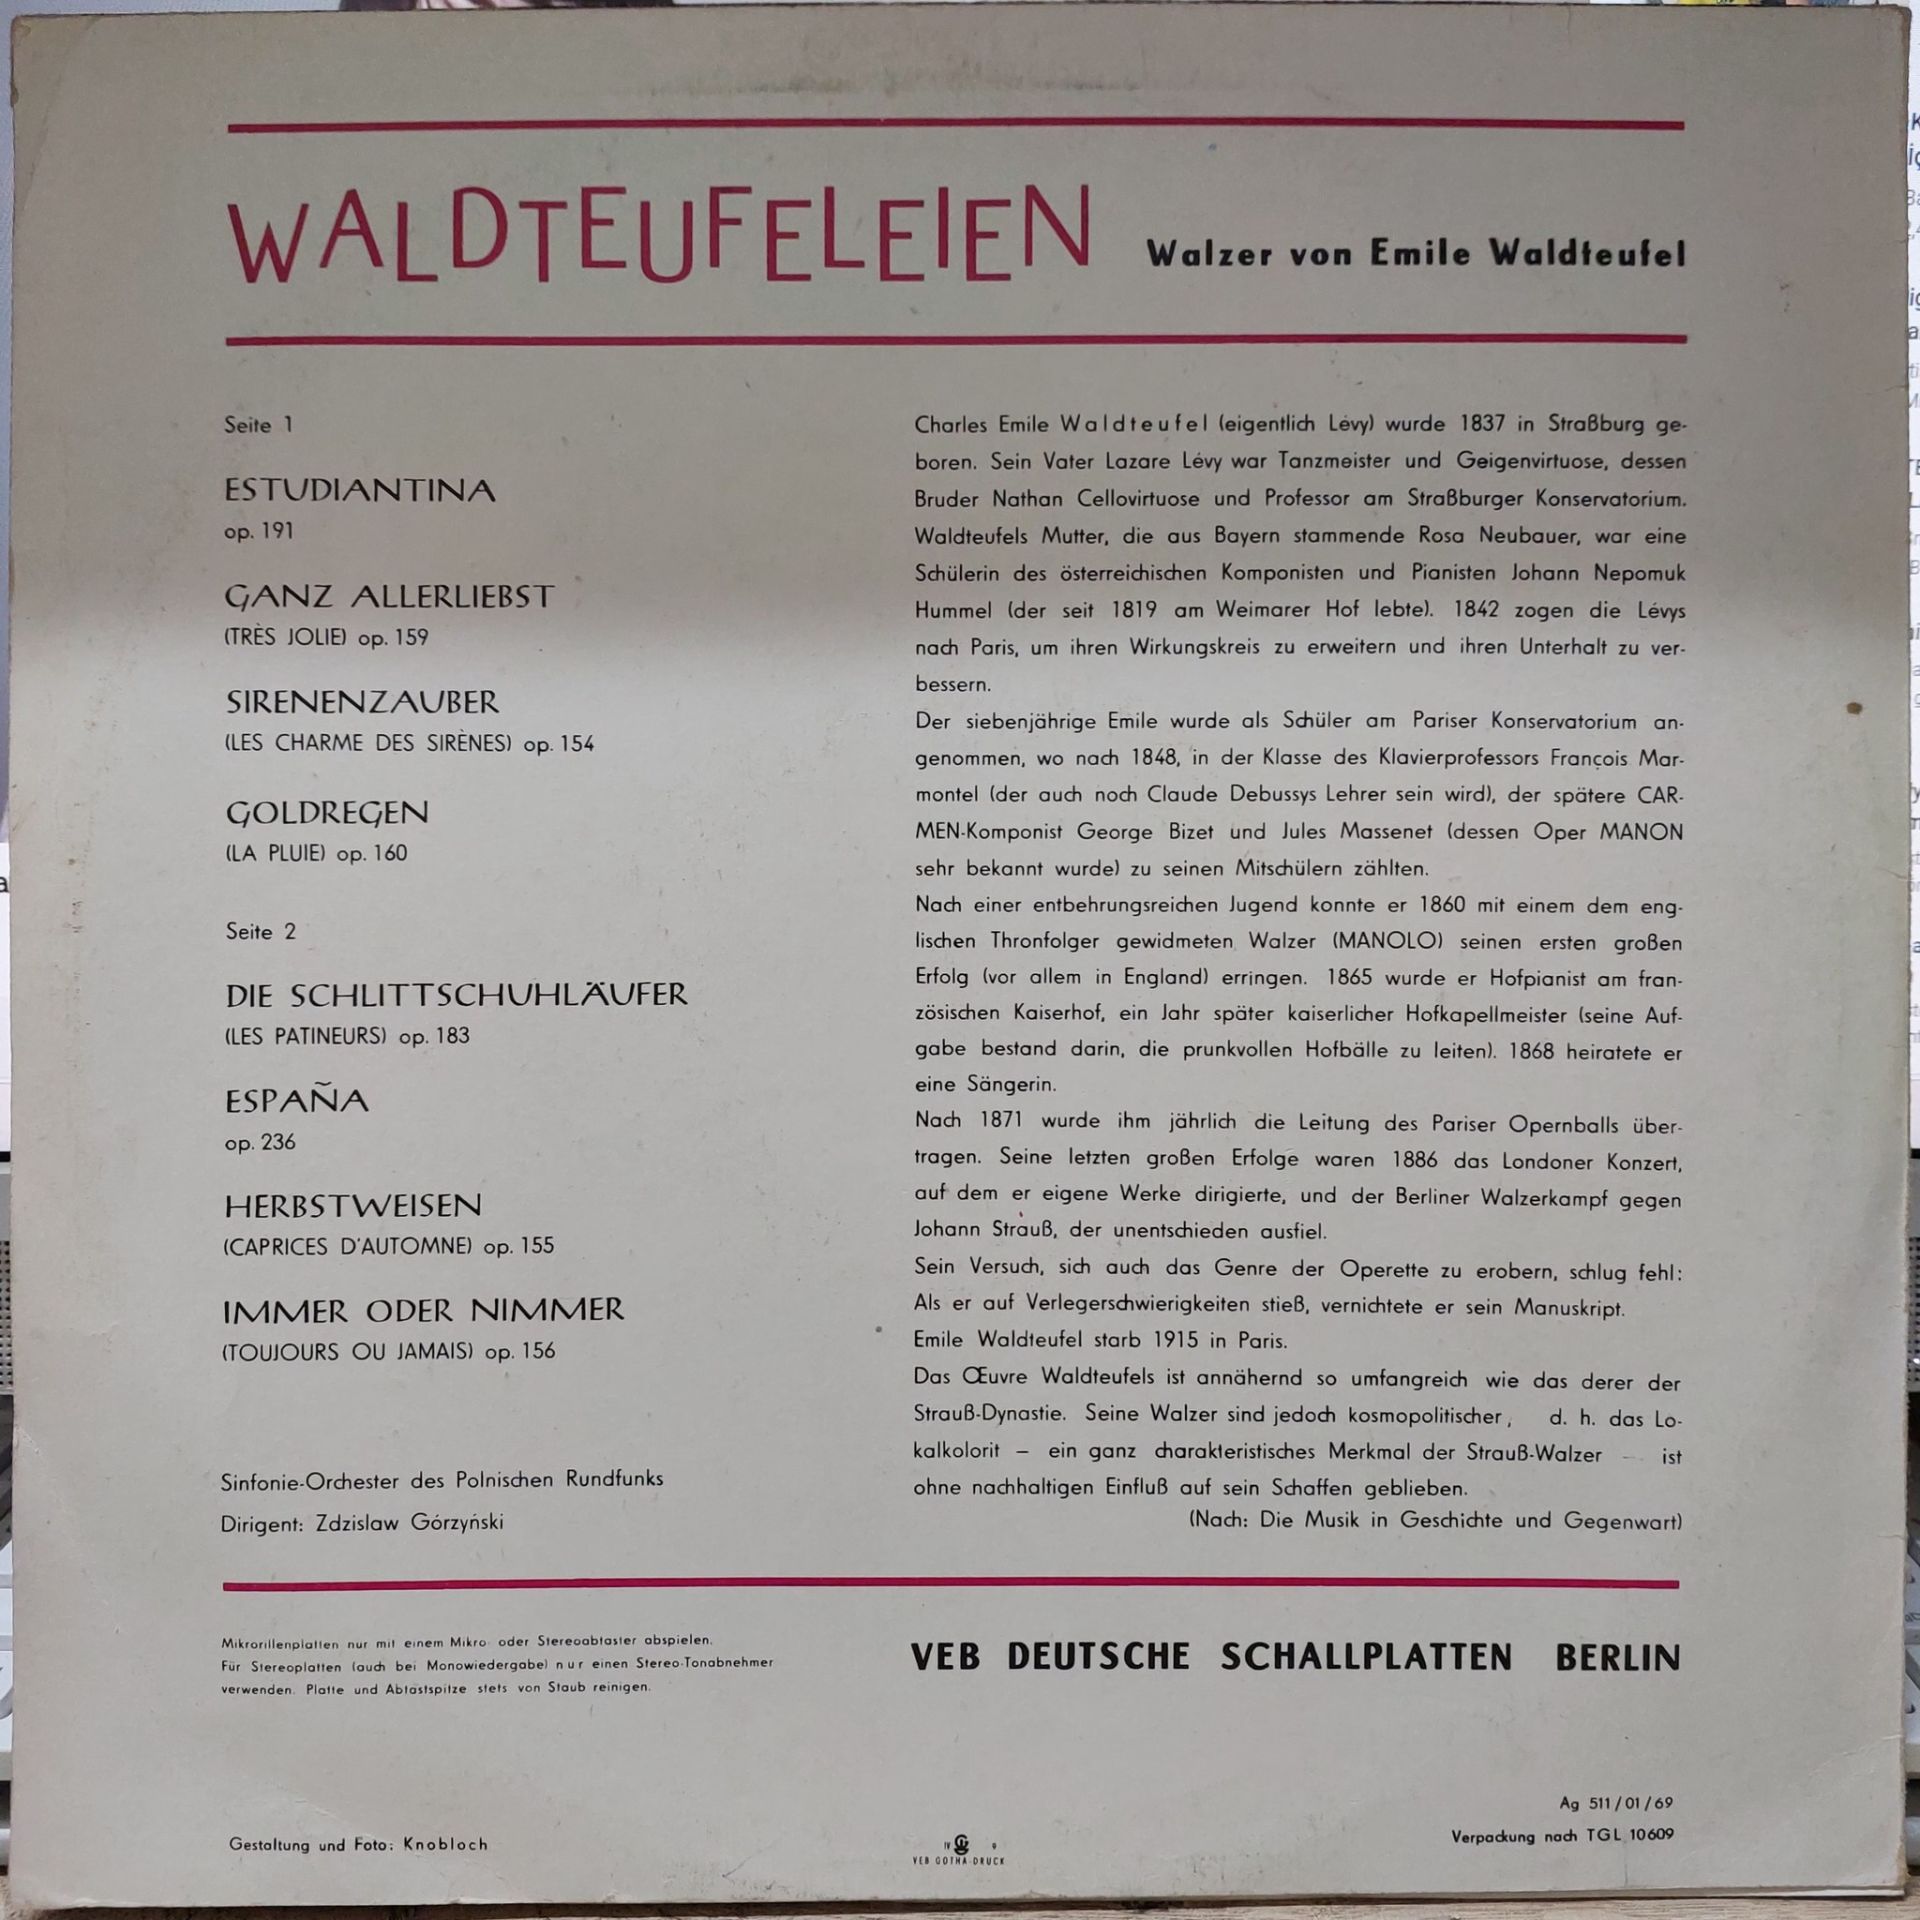 WALDTEUFELEIEN Walzer von Emile Waldteufel
Seite 1
ESTUDIANTINA
op. 191
GANZ ALLERLIEBST
(TRÈS JOLIE) op. 159
SIRENENZAUBER
(LES CHARME DES SIRÈNES) op. 154
GOLDREGEN
(LA PLUIE) op. 160
Seite 2
DIE SCHLITTSCHUHLÄUFER
(LES PATINEURS) op. 183
ESPAÑA
op. 236
HERBSTWEISEN
(CAPRICES D'AUTOMNE) op. 155
IMMER ODER NIMMER
(TOUJOURS OU JAMAIS) op. 156
Sinfonie-Orchester des Polnischen Rundfunks
Dirigent: Zdzislaw Górzyński
Charles Emile Waldteufel (eigentlich Lévy) wurde 1837 in Straßburg ge-
boren. Sein Vater Lazare Lévy war Tanzmeister und Geigenvirtuose, dessen
Bruder Nathan Cellovirtuose und Professor am Straßburger Konservatorium.
Waldteufels Mutter, die aus Bayern stammende Rosa Neubauer, war eine
Schülerin des österreichischen Komponisten und Pianisten Johann Nepomuk
Hummel (der seit 1819 am Weimarer Hof lebte). 1842 zogen die Lévys
nach Paris, um ihren Wirkungskreis zu erweitern und ihren Unterhalt zu ver-
bessern.
Der siebenjährige Emile wurde als Schüler am Pariser Konservatorium an-
genommen, wo nach 1848, in der Klasse des Klavierprofessors François Mar-
montel (der auch noch Claude Debussys Lehrer sein wird), der spätere CAR-
MEN-Komponist George Bizet und Jules Massenet (dessen Oper MANON
sehr bekannt wurde) zu seinen Mitschülern zählten.
Nach einer entbehrungsreichen Jugend konnte er 1860 mit einem dem eng-
lischen Thronfolger gewidmeten Walzer (MANOLO) seinen ersten großen
Erfolg (vor allem in England) erringen. 1865 wurde er Hofpianist am fran-
zösischen Kaiserhof, ein Jahr später kaiserlicher Hofkapellmeister (seine Auf-
gabe bestand darin, die prunkvollen Hofbälle zu leiten). 1868 heiratete er
eine Sängerin.
Nach 1871 wurde ihm jährlich die Leitung des Pariser Opernballs über-
tragen. Seine letzten großen Erfolge waren 1886 das Londoner Konzert,
auf dem er eigene Werke dirigierte, und der Berliner Walzerkampf gegen
Johann Strauß, der unentschieden ausfiel.
Sein Versuch, sich auch das Genre der Operette zu erobern, schlug fehl:
Als er auf Verlegerschwierigkeiten stieß, vernichtete er sein Manuskript.
Emile Waldteufel starb 1915 in Paris.
Das Œuvre Waldteufels ist annähernd so umfangreich wie das derer der
Strauß-Dynastie. Seine Walzer sind jedoch kosmopolitischer, d. h. das Lo-
kalkolorit – ein ganz charakteristisches Merkmal der Strauß-Walzer – ist
ohne nachhaltigen Einfluß auf sein Schaffen geblieben.
(Nach: Die Musik in Geschichte und Gegenwart)
Mikrorillenplatten nur mit einem Mikro- oder Stereoabtaster abspielen.
Für Stereoplatten (auch bei Monowiedergabe) nur einen Stereo-Tonabnehmer
verwenden. Platte und Abtastspitze stets von Staub reinigen.
VEB DEUTSCHE SCHALLPLATTEN BERLIN
Ag 511/01/69
Verpackung nach TGL 10609
Gestaltung und Foto: Knobloch
VEB GOTHA-DRUCK